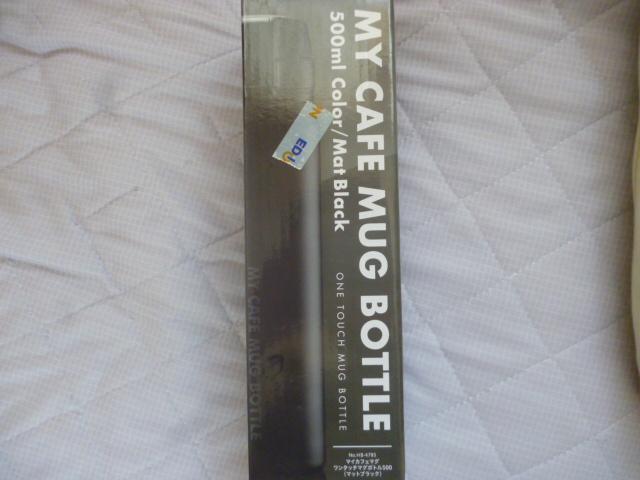 MY CAFE MUG BOTTLE
500ml Color/Mat Black
ONE TOUCH MUG BOTTLE
No.HB-4785
マイカフェマグ
ワンタッチマグボトル500
(マットブラック)
MY CAFE MUG BOTTLE